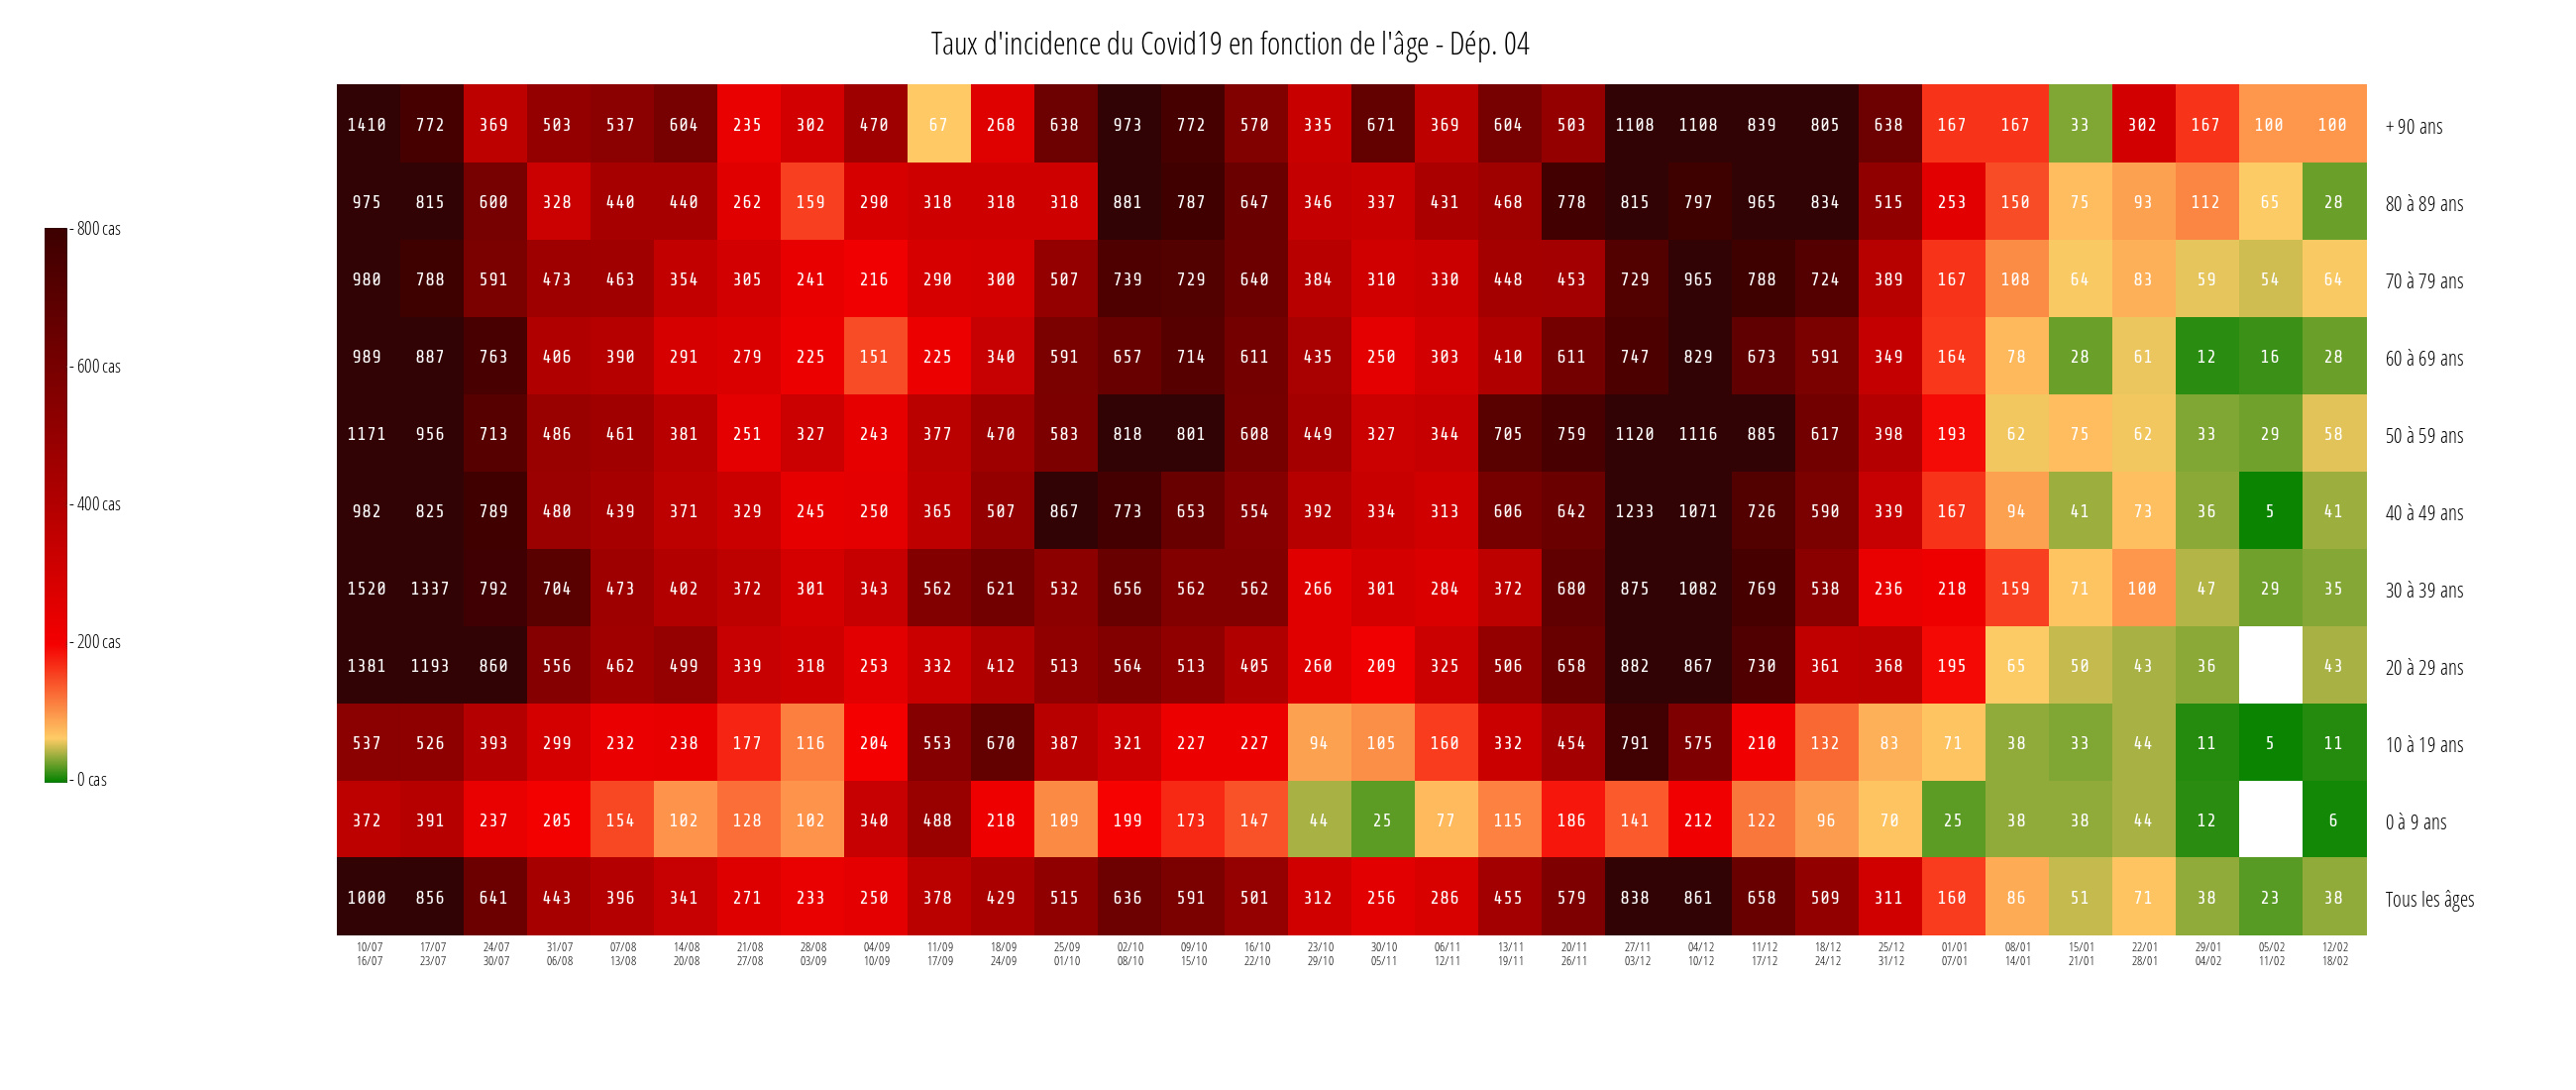 Taux d'incidence du Covid19 en fonction de l'âge - Dép. 04
- 800 cas
- 600 cas
- 400 cas
- 200 cas
- 0 cas
1410 772 369 503 537 604 235 302 470 67 268 638 973 772 570 335 671 369 604 503 1108 1108 839 805 638 167 167 33 302 167 100 100 + 90 ans
975 815 600 328 440 440 262 159 290 318 318 318 881 787 647 346 337 431 468 778 815 797 965 834 515 253 150 75 93 112 65 28 80 à 89 ans
980 788 591 473 463 354 305 241 216 290 300 507 739 729 640 384 310 330 448 453 729 965 788 724 389 167 108 64 83 59 54 64 70 à 79 ans
989 887 763 406 390 291 279 225 151 225 340 591 657 714 611 435 250 303 410 611 747 829 673 591 349 164 78 28 61 12 16 28 60 à 69 ans
1171 956 713 486 461 381 251 327 243 377 470 583 818 801 608 449 327 344 705 759 1120 1116 885 617 398 193 62 75 62 33 29 58 50 à 59 ans
982 825 789 480 439 371 329 245 250 365 507 867 773 653 554 392 334 313 606 642 1233 1071 726 590 339 167 94 41 73 36 5 41 40 à 49 ans
1520 1337 792 704 473 402 372 301 343 562 621 532 656 562 562 266 301 284 372 680 875 1082 769 538 236 218 159 71 100 47 29 35 30 à 39 ans
1381 1193 860 556 462 499 339 318 253 332 412 513 564 513 405 260 209 325 506 658 882 867 730 361 368 195 65 50 43 36 43 20 à 29 ans
537 526 393 299 232 238 177 116 204 553 670 387 321 227 227 94 105 160 332 454 791 575 210 132 83 71 38 33 44 11 5 11 10 à 19 ans
372 391 237 205 154 102 128 102 340 488 218 109 199 173 147 44 25 77 115 186 141 212 122 96 70 25 38 38 44 12 6 0 à 9 ans
1000 856 641 443 396 341 271 233 250 378 429 515 636 591 501 312 256 286 455 579 838 861 658 509 311 160 86 51 71 38 23 38 Tous les âges
10/07 17/07 24/07 31/07 07/08 14/08 21/08 28/08 04/09 11/09 18/09 25/09 02/10 09/10 16/10 23/10 30/10 06/11 13/11 20/11 27/11 04/12 11/12 18/12 25/12 01/01 08/01 15/01 22/01 29/01 05/02 12/02
16/07 23/07 30/07 06/08 13/08 20/08 27/08 03/09 10/09 17/09 24/09 01/10 08/10 15/10 22/10 29/10 05/11 12/11 19/11 26/11 03/12 10/12 17/12 24/12 31/12 07/01 14/01 21/01 28/01 04/02 11/02 18/02